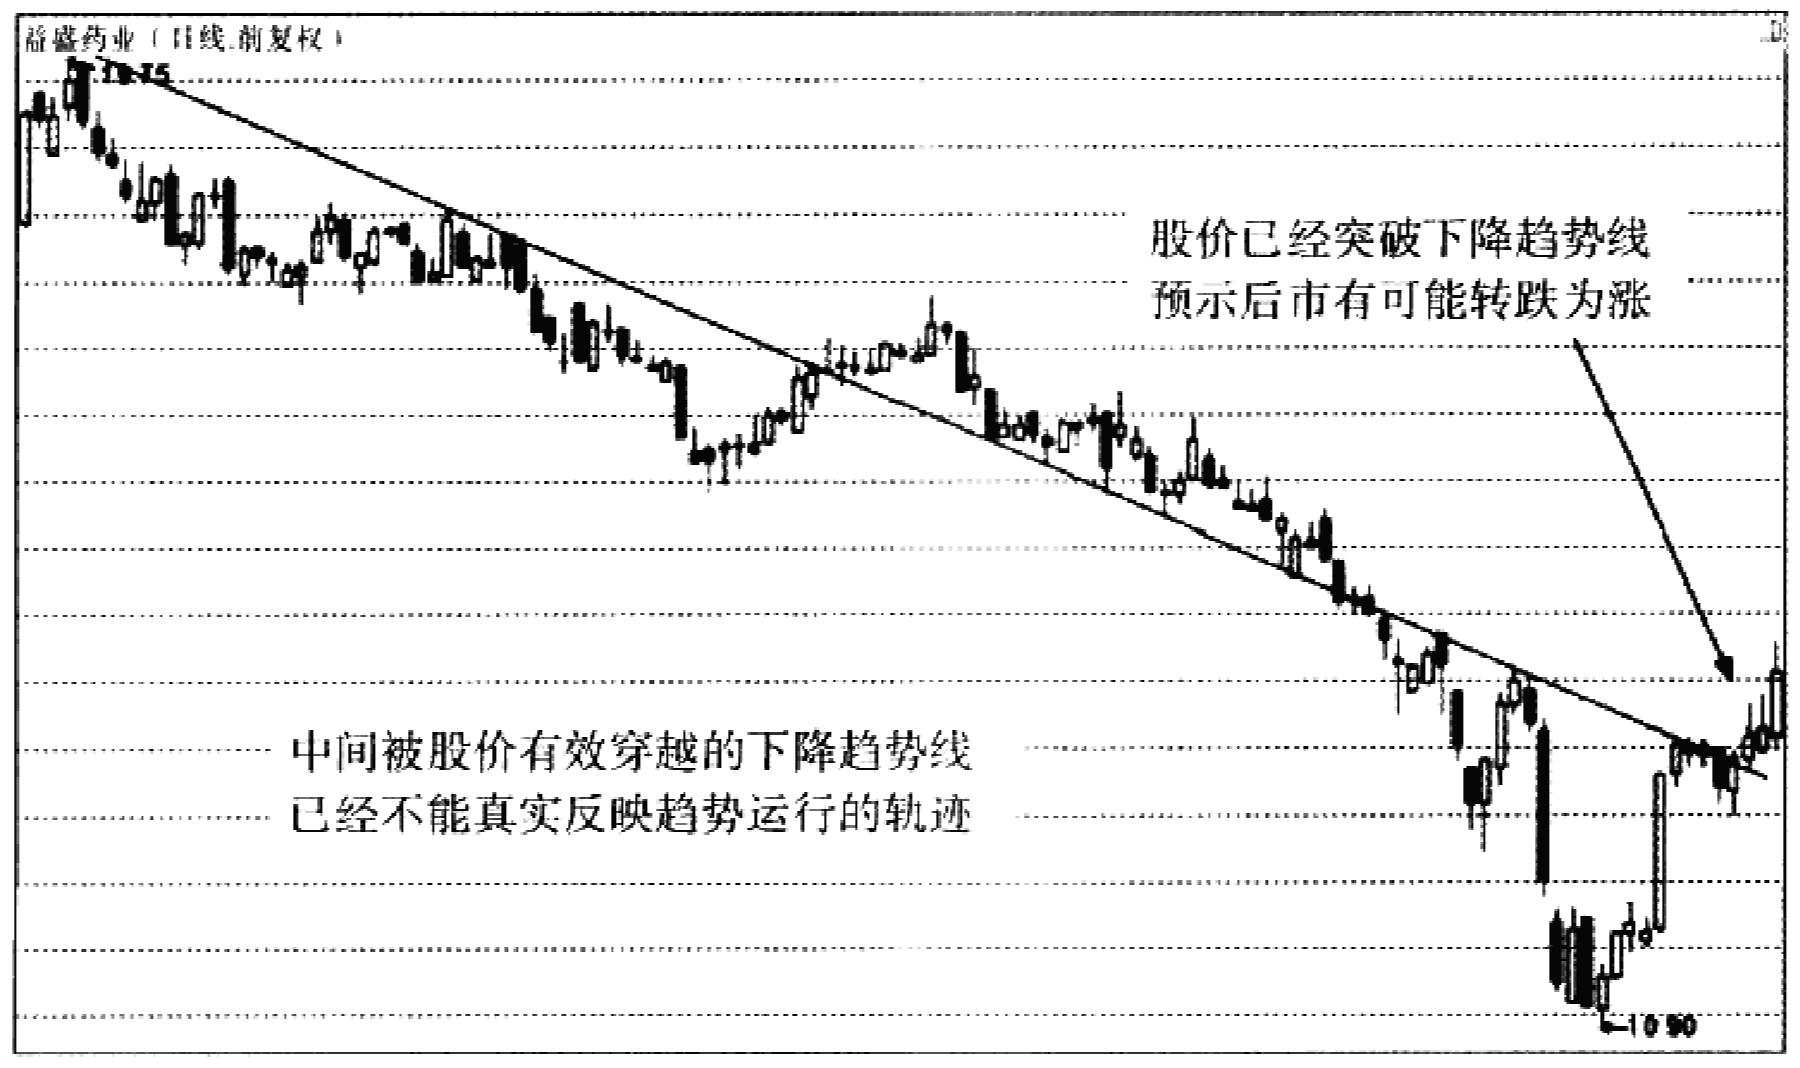 益盛药业（日线.前复权）
股价已经突破下降趋势线
预示后市有可能转跌为涨
中间被股价有效穿越的下降趋势线
已经不能真实反映趋势运行的轨迹
10.90